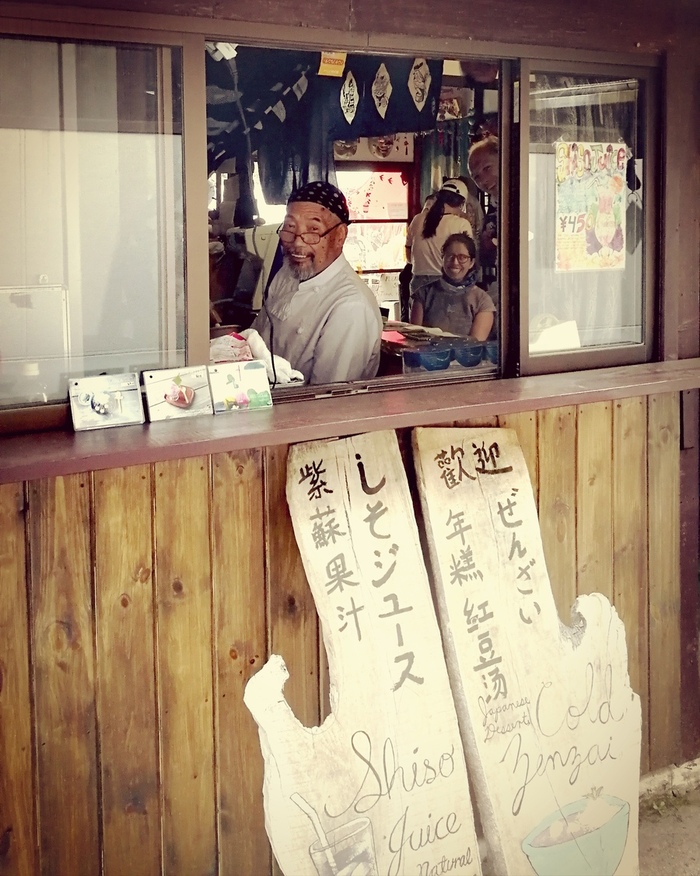 ¥45
しそジュース
紫蘇果汁
歓迎
ぜんざい
年糕 紅豆汤
Japanese
Dessert
Cold
Zenzai
Shiso
Juice
Natural